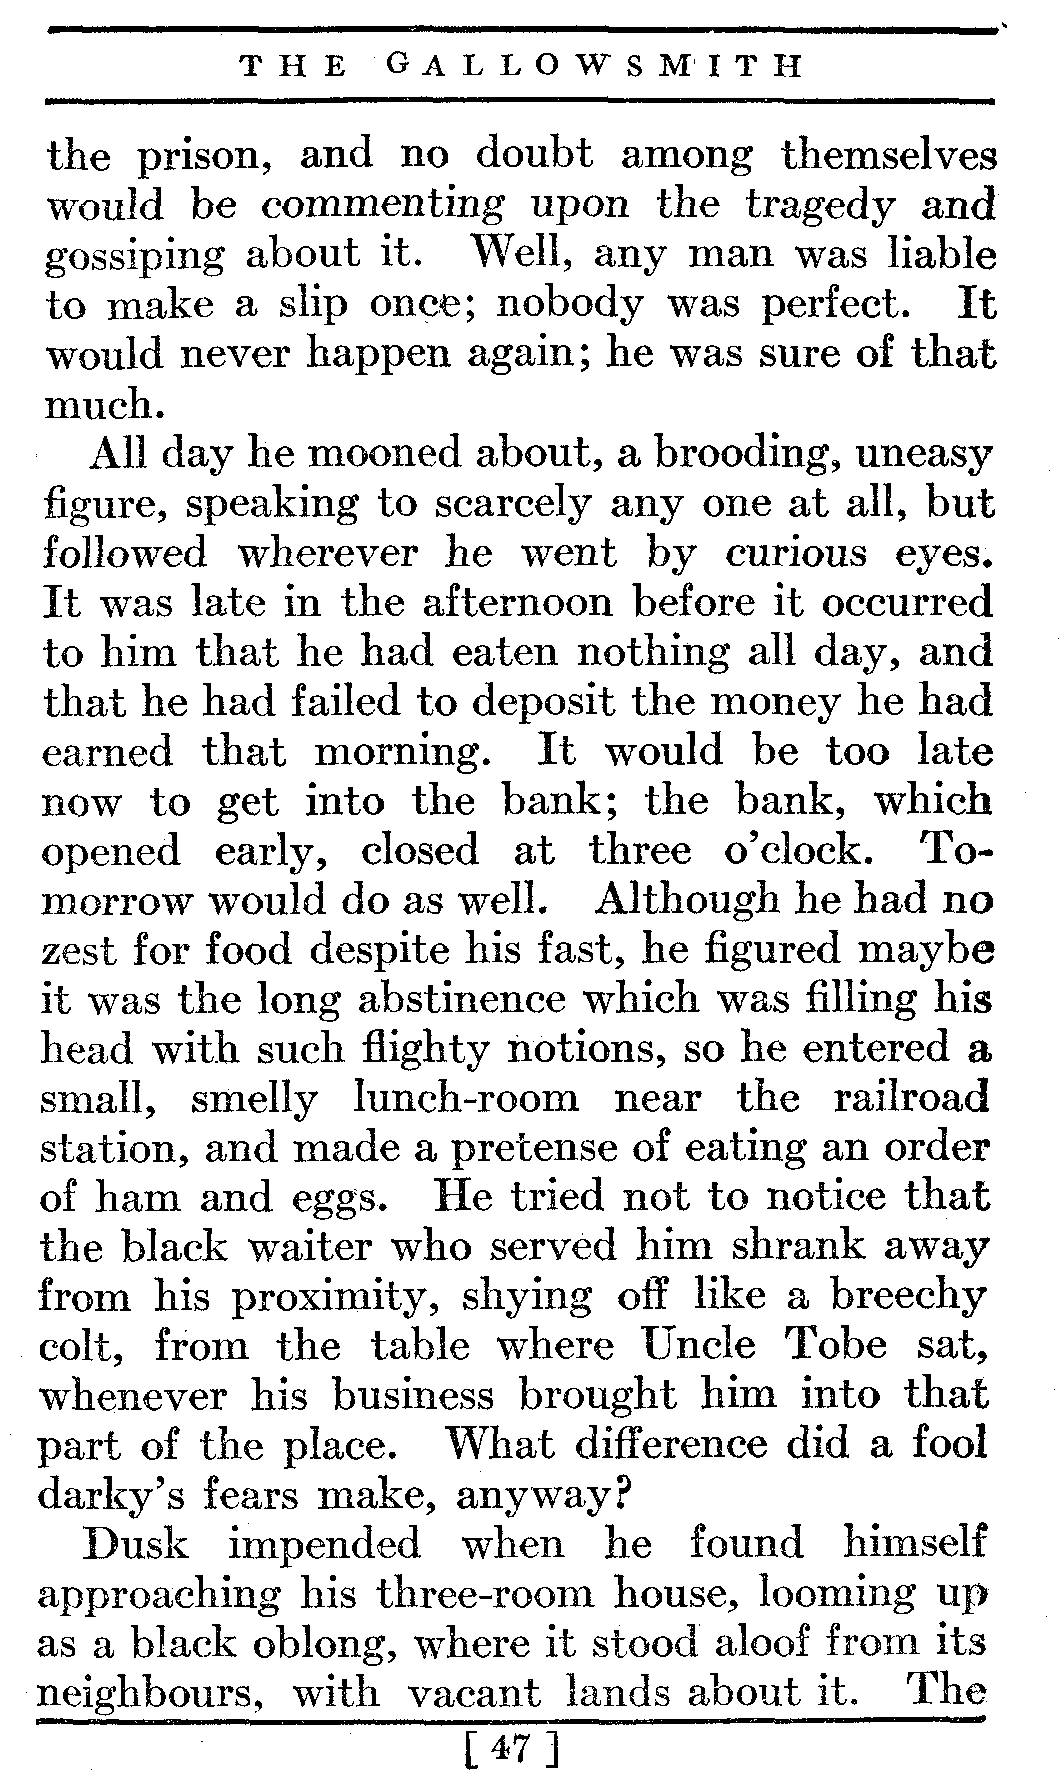 THE GALLOWSMITH
the prison, and no doubt among themselves
would be commenting upon the tragedy and
gossiping about it. Well, any man was liable
to make a slip once; nobody was perfect. It
would never happen again; he was sure of that
much.
All day he mooned about, a brooding, uneasy
figure, speaking to scarcely any one at all, but
followed wherever he went by curious eyes.
It was late in the afternoon before it occurred
to him that he had eaten nothing all day, and
that he had failed to deposit the money he had
earned that morning. It would be too late
now to get into the bank; the bank, which
opened early, closed at three o'clock. To-
morrow would do as well. Although he had no
zest for food despite his fast, he figured maybe
it was the long abstinence which was filling his
head with such flighty notions, so he entered a
small, smelly lunch-room near the railroad
station, and made a pretense of eating an order
of ham and eggs. He tried not to notice that
the black waiter who served him shrank away
from his proximity, shying off like a breechy
colt, from the table where Uncle Tobe sat,
whenever his business brought him into that
part of the place. What difference did a fool
darky's fears make, anyway?
Dusk impended when he found himself
approaching his three-room house, looming up
as a black oblong, where it stood aloof from its
neighbours, with vacant lands about it. The
[ 47 ]